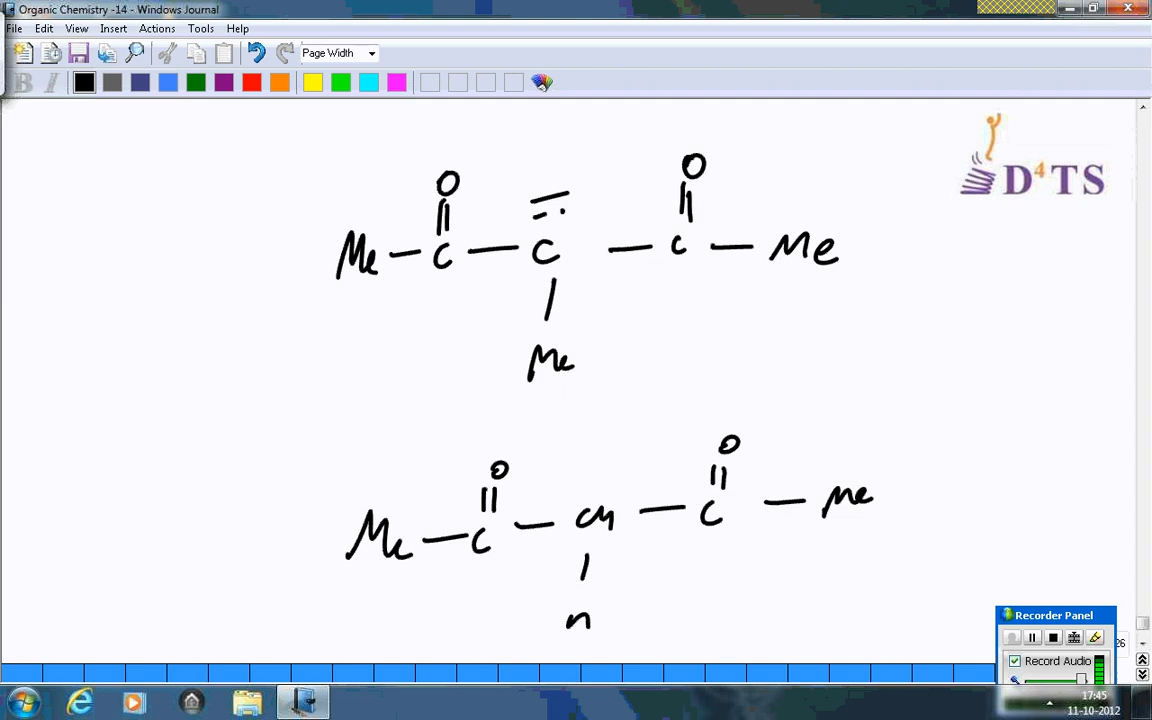 Organic Chemistry -14 - Windows Journal
File Edit View Insert Actions Tools Help
Page Width
B I
D4TS
O O
Me - C - C - C - Me
Me
O O
Me - C - CH - C - Me
n
Recorder Panel
26
Record Audio
17:45
11-10-2012